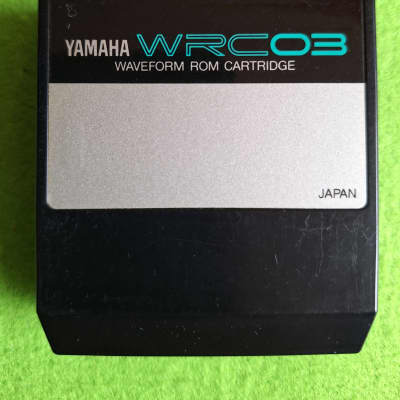 YAMAHA WRC03
WAVEFORM ROM CARTRIDGE
JAPAN